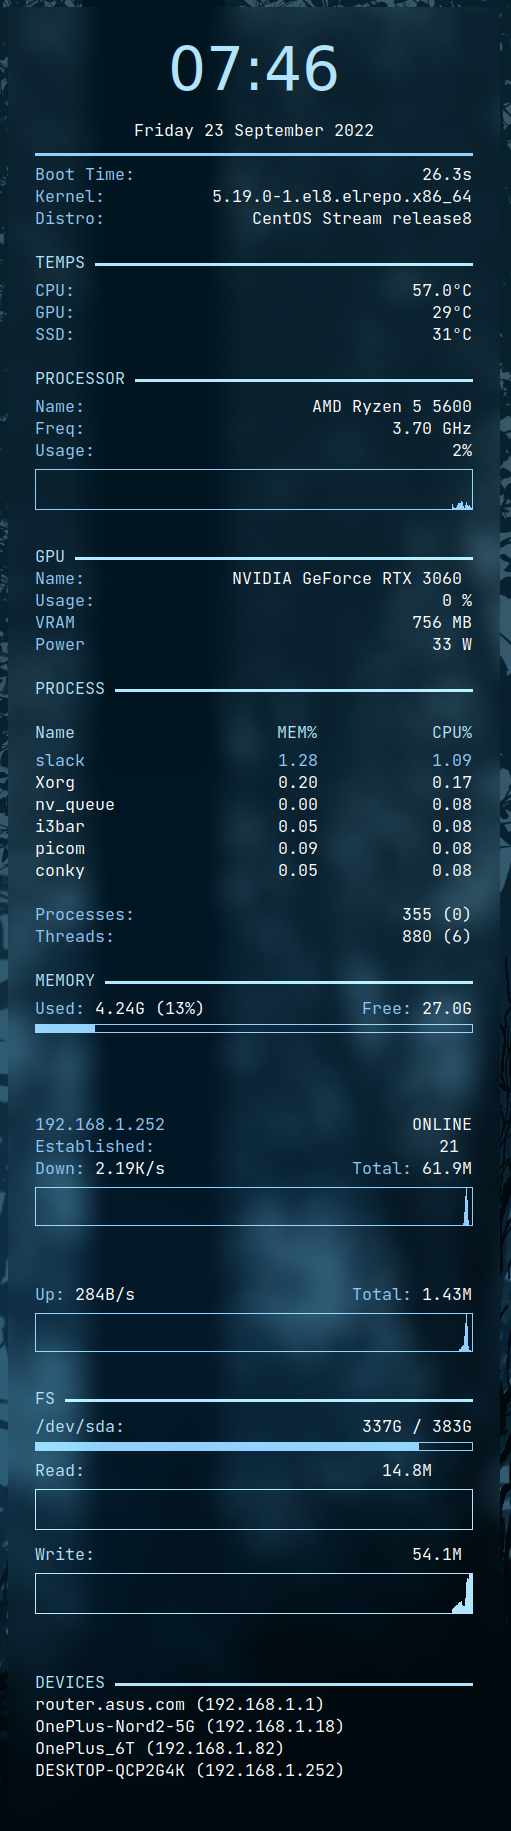 07:46
Friday 23 September 2022
Boot Time: 26.3s
Kernel: 5.19.0-1.el8.elrepo.x86_64
Distro: CentOS Stream release8
TEMPS
CPU: 57.0°C
GPU: 29°C
SSD: 31°C
PROCESSOR
Name: AMD Ryzen 5 5600
Freq: 3.70 GHz
Usage: 2%
GPU
Name: NVIDIA GeForce RTX 3060
Usage: 0 %
VRAM 756 MB
Power 33 W
PROCESS
Name MEM% CPU%
slack 1.28 1.09
Xorg 0.20 0.17
nv_queue 0.00 0.08
i3bar 0.05 0.08
picom 0.09 0.08
conky 0.05 0.08
Processes: 355 (0)
Threads: 880 (6)
MEMORY
Used: 4.24G (13%) Free: 27.0G
192.168.1.252 ONLINE
Established: 21
Down: 2.19K/s Total: 61.9M
Up: 284B/s Total: 1.43M
FS
/dev/sda: 337G / 383G
Read: 14.8M
Write: 54.1M
DEVICES
router.asus.com (192.168.1.1)
OnePlus-Nord2-5G (192.168.1.18)
OnePlus_6T (192.168.1.82)
DESKTOP-QCP2G4K (192.168.1.252)